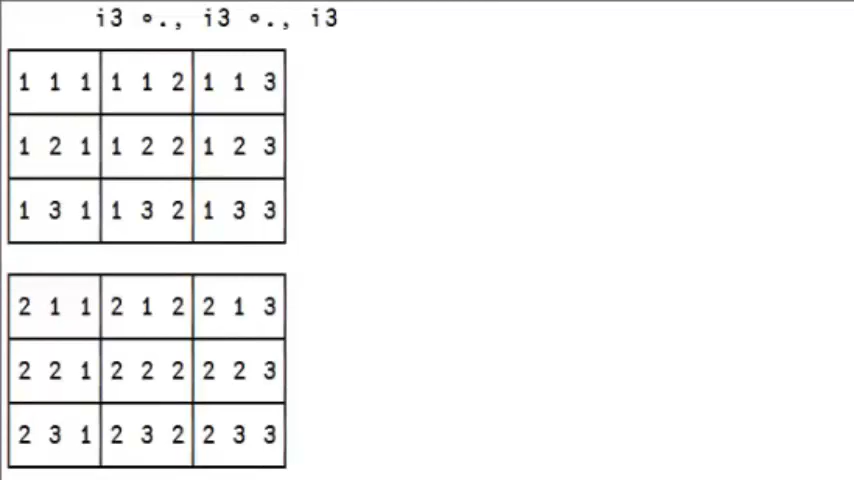 i3 ∘., i3 ∘., i3
1 1 1 1 1 2 1 1 3
1 2 1 1 2 2 1 2 3
1 3 1 1 3 2 1 3 3
2 1 1 2 1 2 2 1 3
2 2 1 2 2 2 2 2 3
2 3 1 2 3 2 2 3 3